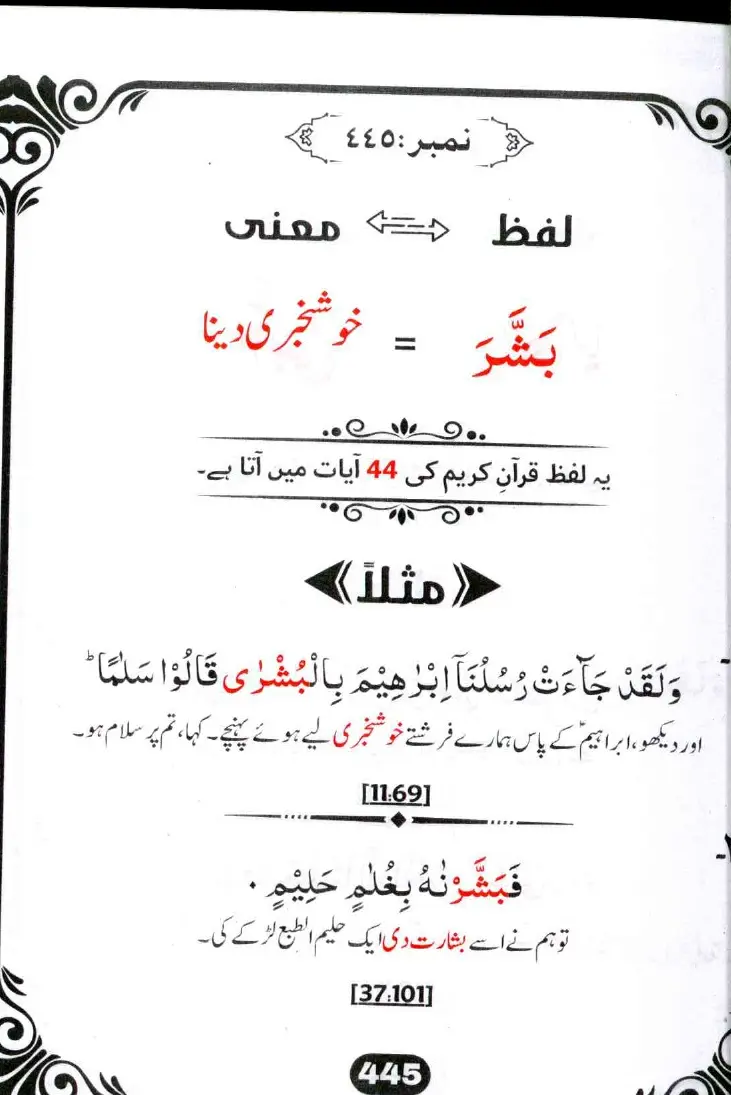 نمبر:٤٤٥
لفظ معنی
بَشَّرَ = خوشخبری دینا
یہ لفظ قرآنِ کریم کی 44 آیات میں آتا ہے۔
مثلاً
وَلَقَدْ جَآءَتْ رُسُلُنَآ اِبْرٰهِيْمَ بِالْبُشْرٰى قَالُوْا سَلٰمًا ؕ
اور دیکھو، ابراہیمؑ کے پاس ہمارے فرشتے خوشخبری لیے ہوئے پہنچے۔ کہا، تم پر سلام ہو۔
[11:69]
فَبَشَّرْنٰهُ بِغُلٰمٍ حَلِيْمٍ ۰
تو ہم نے اسے بشارت دی ایک حلیم الطبع لڑکے کی۔
[37:101]
445